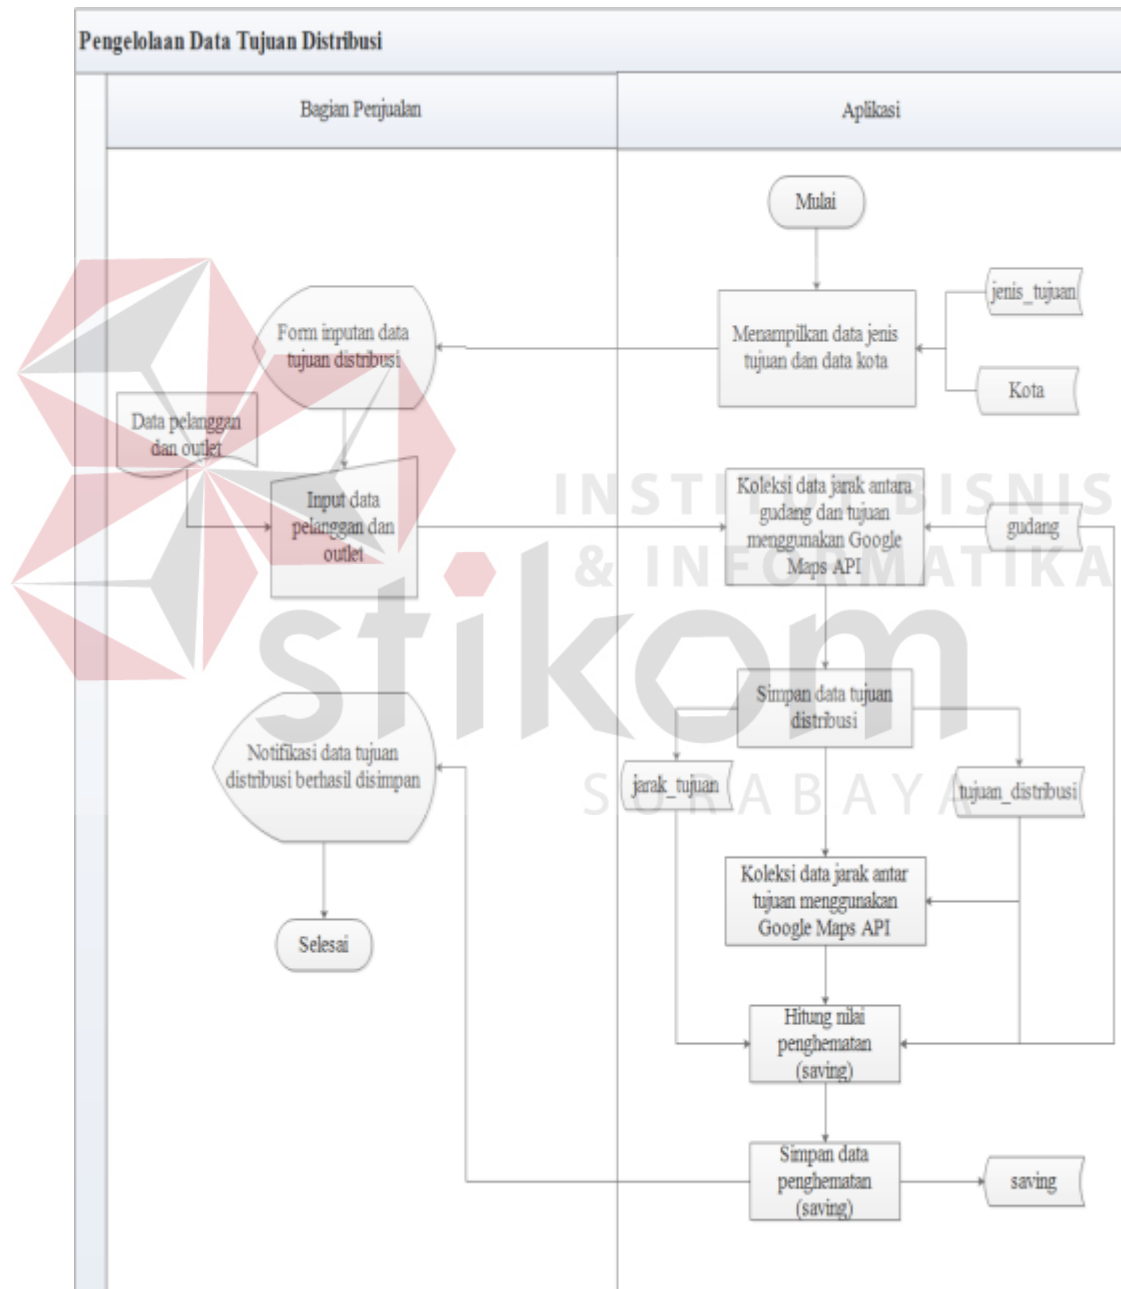 Pengelolaan Data Tujuan Distribusi
Bagian Penjualan
Aplikasi
Mulai
jenis_tujuan
Menampilkan data jenis
tujuan dan data kota
Kota
Form inputan data
tujuan distribusi
Data pelanggan
dan outlet
Input data
pelanggan dan
outlet
Koleksi data jarak antara
gudang dan tujuan
menggunakan Google
Maps API
gudang
INSTITUT BISNIS
& INFORMATIKA
stikom
SURABAYA
Simpan data tujuan
distribusi
jarak_tujuan
tujuan_distribusi
Notifikasi data tujuan
distribusi berhasil disimpan
Koleksi data jarak antar
tujuan menggunakan
Google Maps API
Selesai
Hitung nilai
penghematan
(saving)
Simpan data
penghematan
(saving)
saving